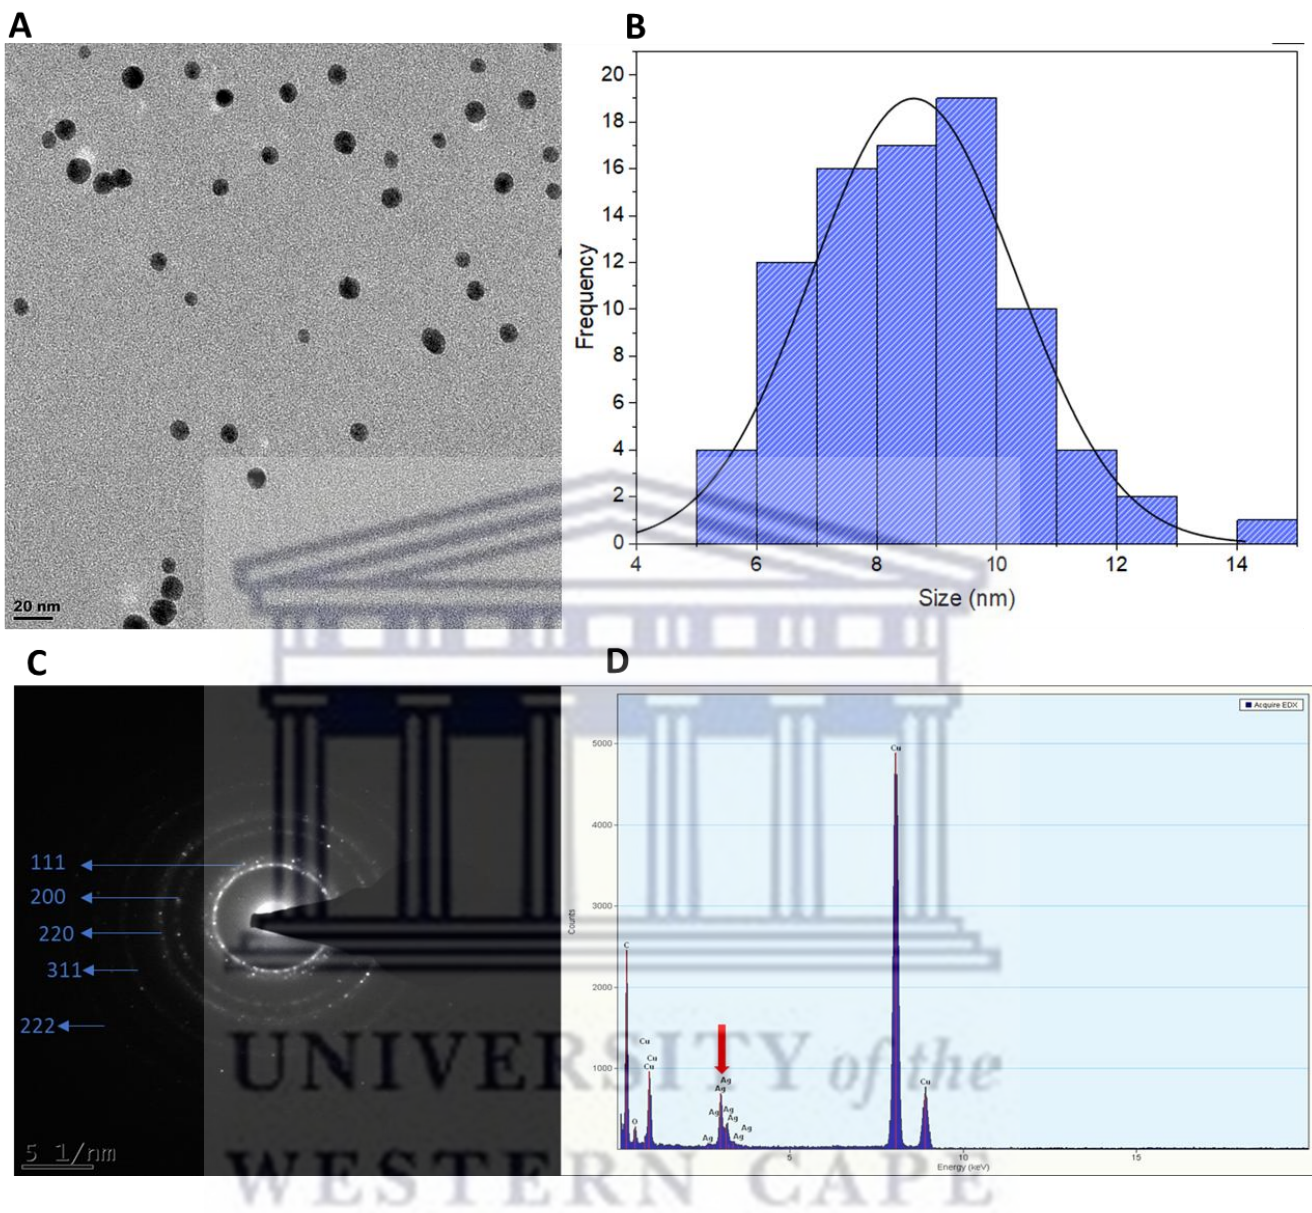 A
B
20
18
16
14
12
10
8
6
4
2
0
Frequency
4 6 8 10 12 14
Size (nm)
20 nm
C
D
111
200
220
311
222
5 1/nm
Acquire EDX
5000
4000
3000
2000
1000
Counts
C
O
Cu
Cu
Cu
Ag
Ag
Ag
Ag
Ag
Ag
Ag
Ag
Cu
Cu
5 10 15
Energy (keV)
UNIVERSITY of the
WESTERN CAPE